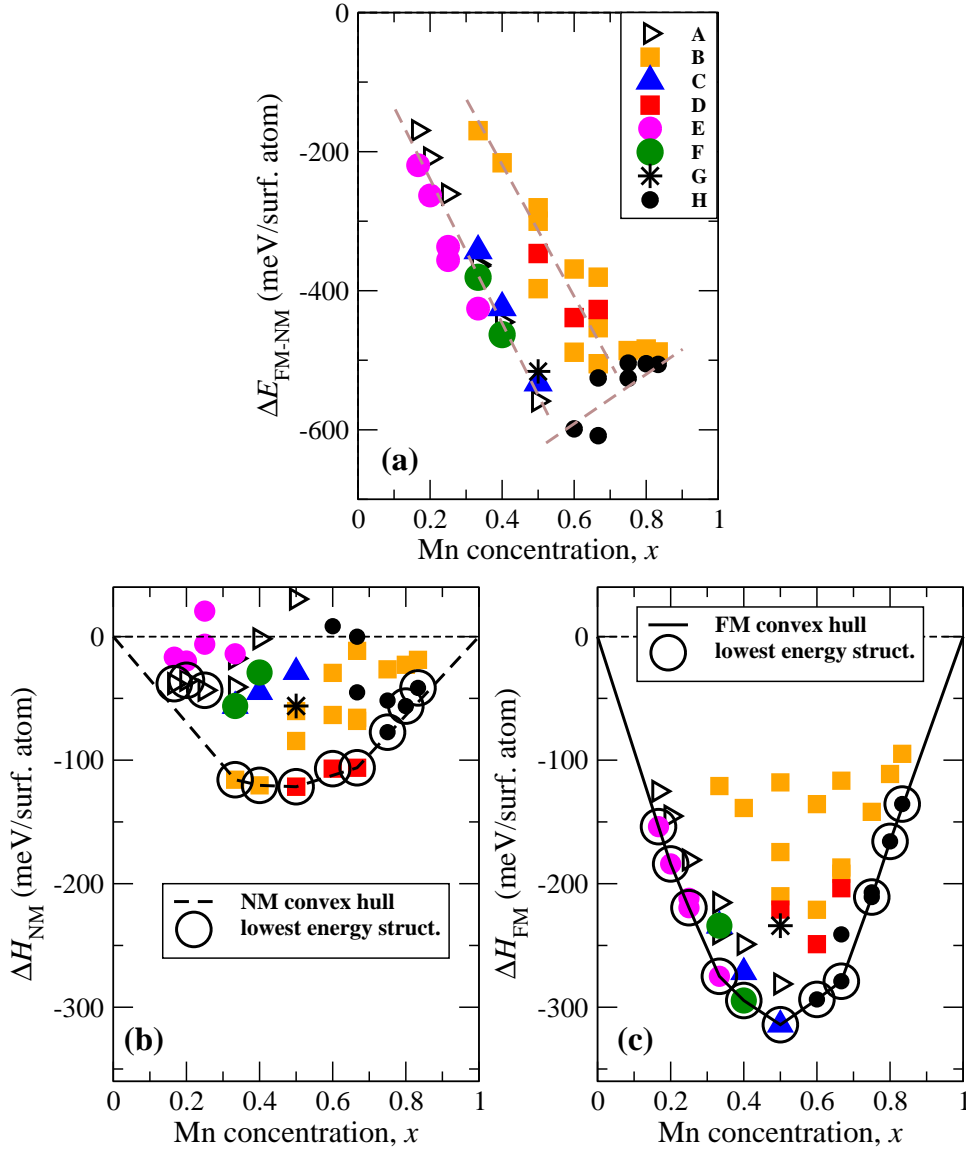 0
-200
-400
-600
ΔE_FM-NM (meV/surf. atom)
A
B
C
D
E
F
G
H
(a)
0 0.2 0.4 0.6 0.8 1
Mn concentration, x
0
-100
-200
-300
ΔH_NM (meV/surf. atom)
NM convex hull
lowest energy struct.
(b)
0 0.2 0.4 0.6 0.8 1
Mn concentration, x
0
-100
-200
-300
ΔH_FM (meV/surf. atom)
FM convex hull
lowest energy struct.
(c)
0 0.2 0.4 0.6 0.8 1
Mn concentration, x